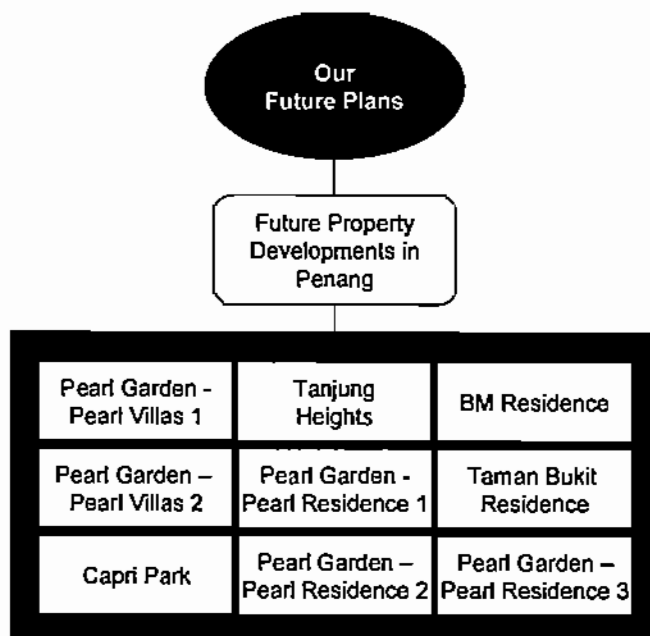 Our
Future Plans
Future Property
Developments in
Penang
Pearl Garden -
Pearl Villas 1
Tanjung
Heights
BM Residence
Pearl Garden –
Pearl Villas 2
Pearl Garden -
Pearl Residence 1
Taman Bukit
Residence
Capri Park
Pearl Garden –
Pearl Residence 2
Pearl Garden –
Pearl Residence 3